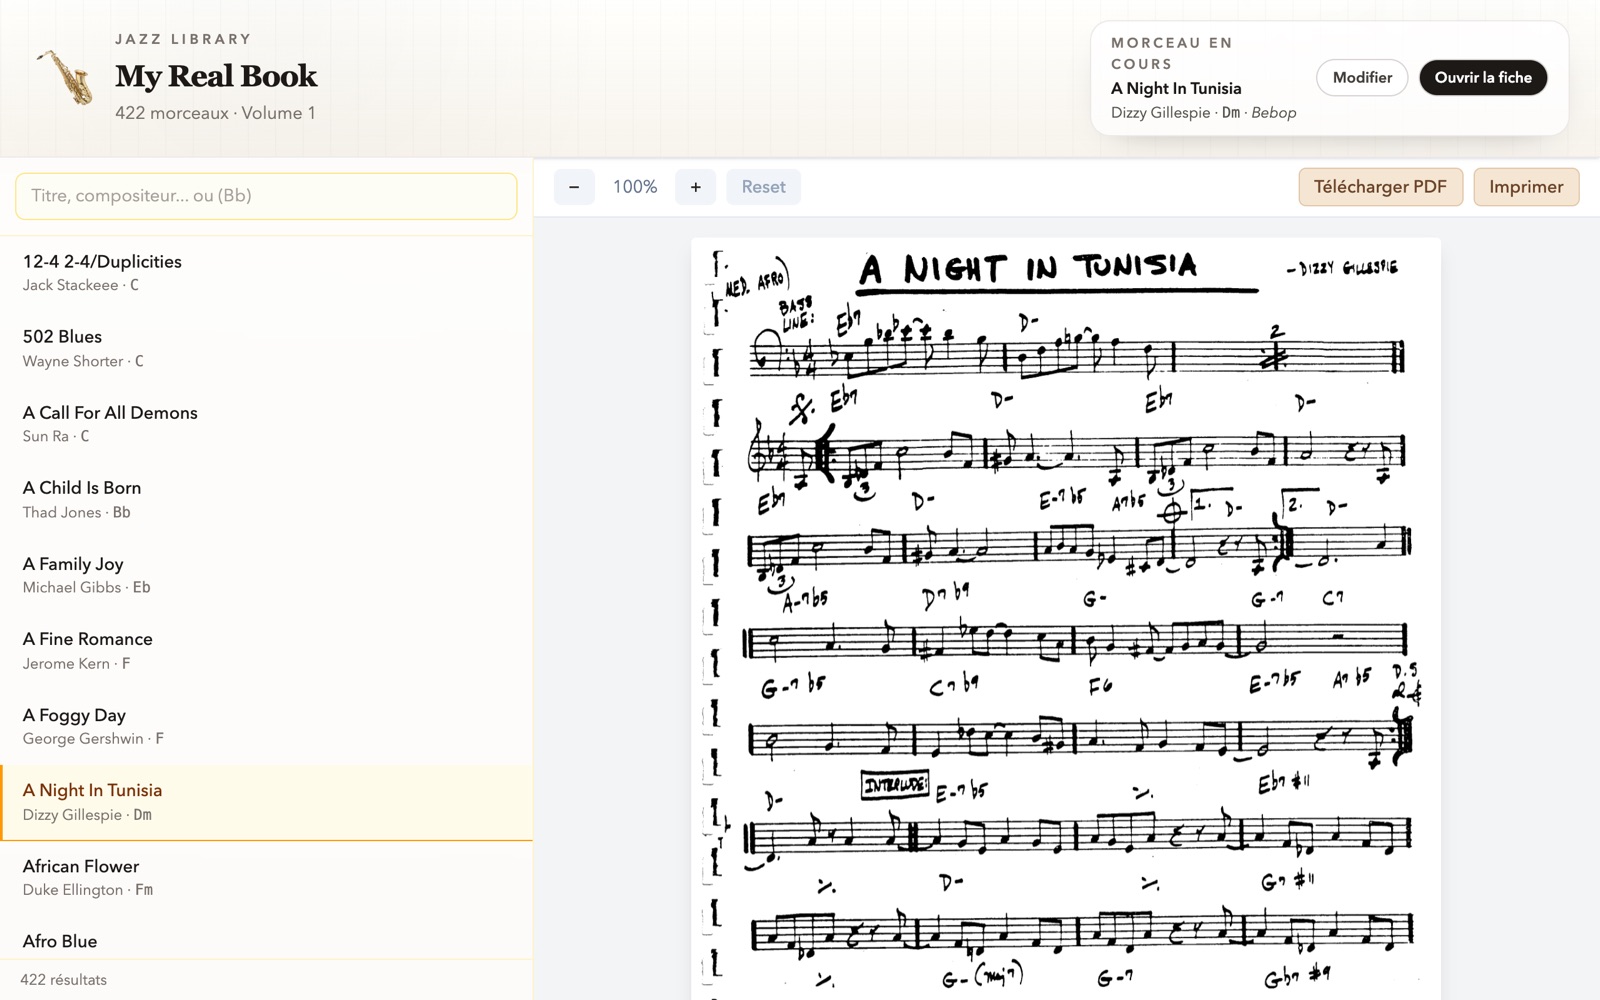 JAZZ LIBRARY
My Real Book
422 morceaux · Volume 1
MORCEAU EN
COURS
A Night In Tunisia
Dizzy Gillespie · Dm · Bebop
Modifier
Ouvrir la fiche
Titre, compositeur... ou (Bb)
12-4 2-4/Duplicities
Jack Stackeee · C
502 Blues
Wayne Shorter · C
A Call For All Demons
Sun Ra · C
A Child Is Born
Thad Jones · Bb
A Family Joy
Michael Gibbs · Eb
A Fine Romance
Jerome Kern · F
A Foggy Day
George Gershwin · F
A Night In Tunisia
Dizzy Gillespie · Dm
African Flower
Duke Ellington · Fm
Afro Blue
422 résultats
− 100% + Reset
Télécharger PDF
Imprimer
A NIGHT IN TUNISIA
– DIZZY GILLESPIE
(MED. AFRO)
BASS
LINE:
Eb7 D-
2
Eb7 D- Eb7 D-
3 3
Eb7 D- E-7b5 A7b5 1. D- 2. D-
3
A-7b5 D7b9 G- G-7 C7
G-7b5 C7b9 F6 E-7b5 A7b5 D.S.
D- INTERLUDE: E-7b5 Eb7#11
D- G7#11
G-(maj7) G-7 Gb7#9